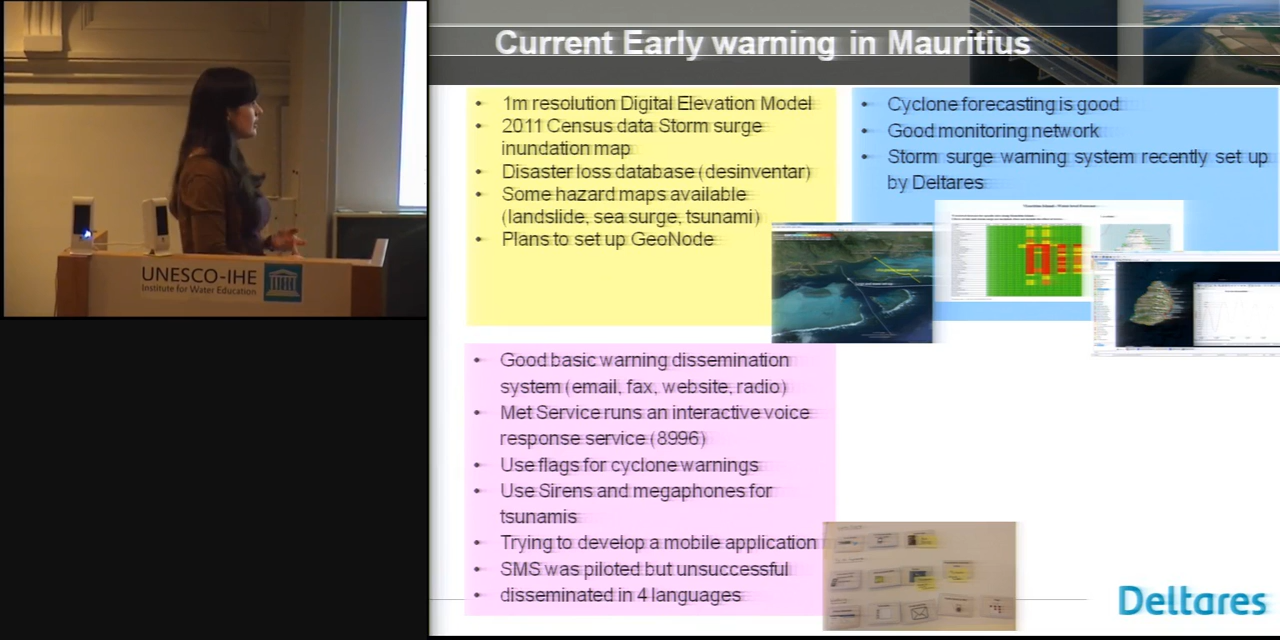 Current Early warning in Mauritius
1m resolution Digital Elevation Model
2011 Census data Storm surge
inundation map
Disaster loss database (desinventar)
Some hazard maps available
(landslide, sea surge, tsunami)
Plans to set up GeoNode
Cyclone forecasting is good
Good monitoring network
Storm surge warning system recently set up
by Deltares
Good basic warning dissemination
system (email, fax, website, radio)
Met Service runs an interactive voice
response service (8996)
Use flags for cyclone warnings
Use Sirens and megaphones for
tsunamis
Trying to develop a mobile application
SMS was piloted but unsuccessful
disseminated in 4 languages
UNESCO-IHE
Institute for Water Education
Deltares